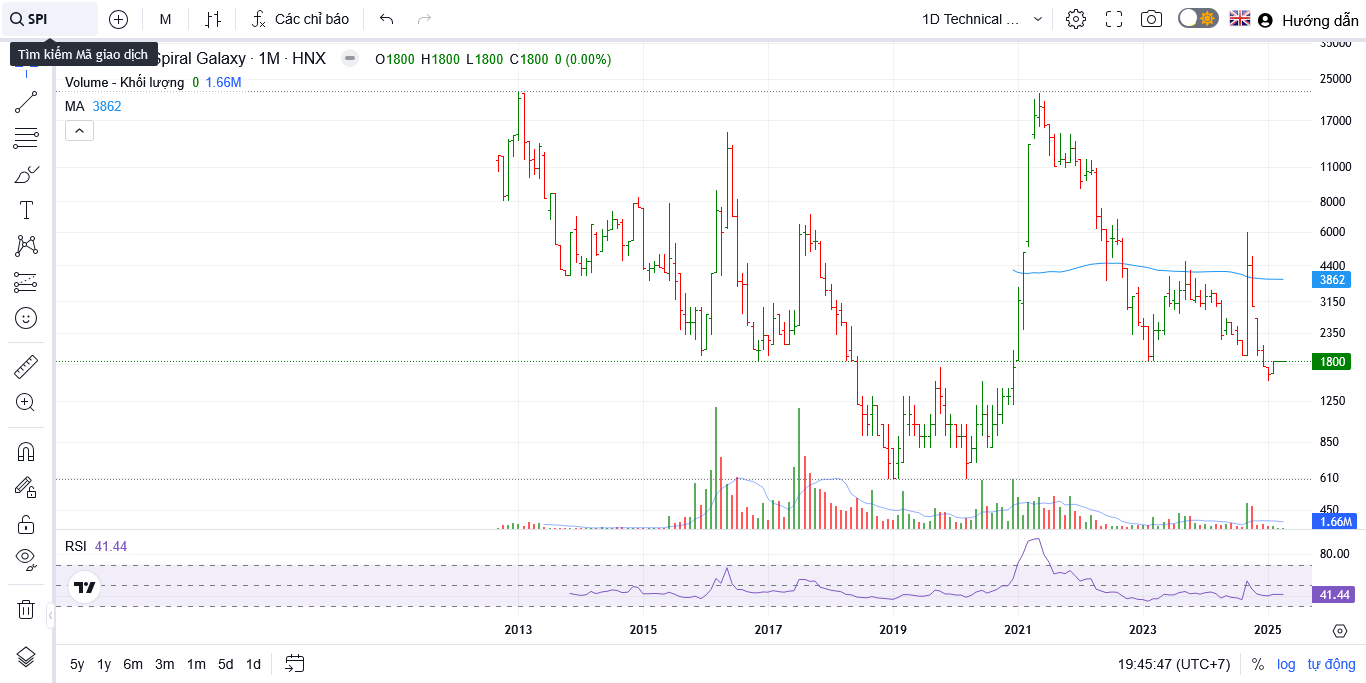 SPI
M
Các chỉ báo
1D Technical ...
Hướng dẫn
Tìm kiếm Mã giao dịch
Spiral Galaxy · 1M · HNX
O1800 H1800 L1800 C1800 0 (0.00%)
Volume - Khối lượng 0 1.66M
MA 3862
35000
25000
17000
11000
8000
6000
4400
3862
3150
2350
1800
1250
850
610
450
1.66M
RSI 41.44
80.00
41.44
2013 2015 2017 2019 2021 2023 2025
5y 1y 6m 3m 1m 5d 1d
19:45:47 (UTC+7) % log tự động